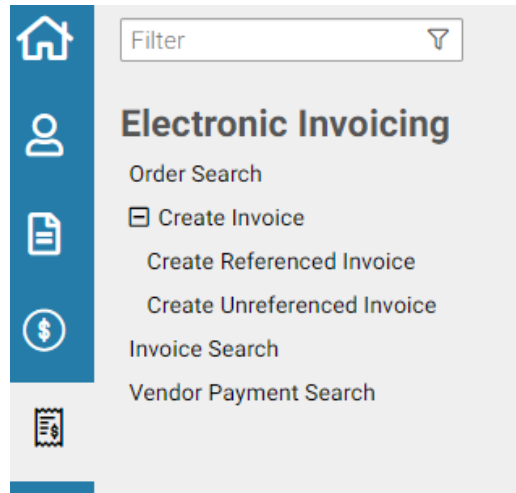 Filter
Electronic Invoicing
Order Search
Create Invoice
Create Referenced Invoice
Create Unreferenced Invoice
Invoice Search
Vendor Payment Search